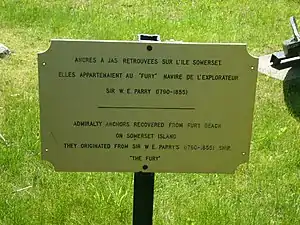 ANCRES A JAS RETROUVEES SUR L'ILE SOMERSET.
ELLES APPARTENAIENT AU "FURY" NAVIRE DE L'EXPLORATEUR
SIR W.E. PARRY (1790-1855)
ADMIRALTY ANCHORS RECOVERED FROM FURY BEACH
ON SOMERSET ISLAND
THEY ORIGINATED FROM SIR W.E. PARRY'S (1790-1855) SHIP,
"THE FURY"